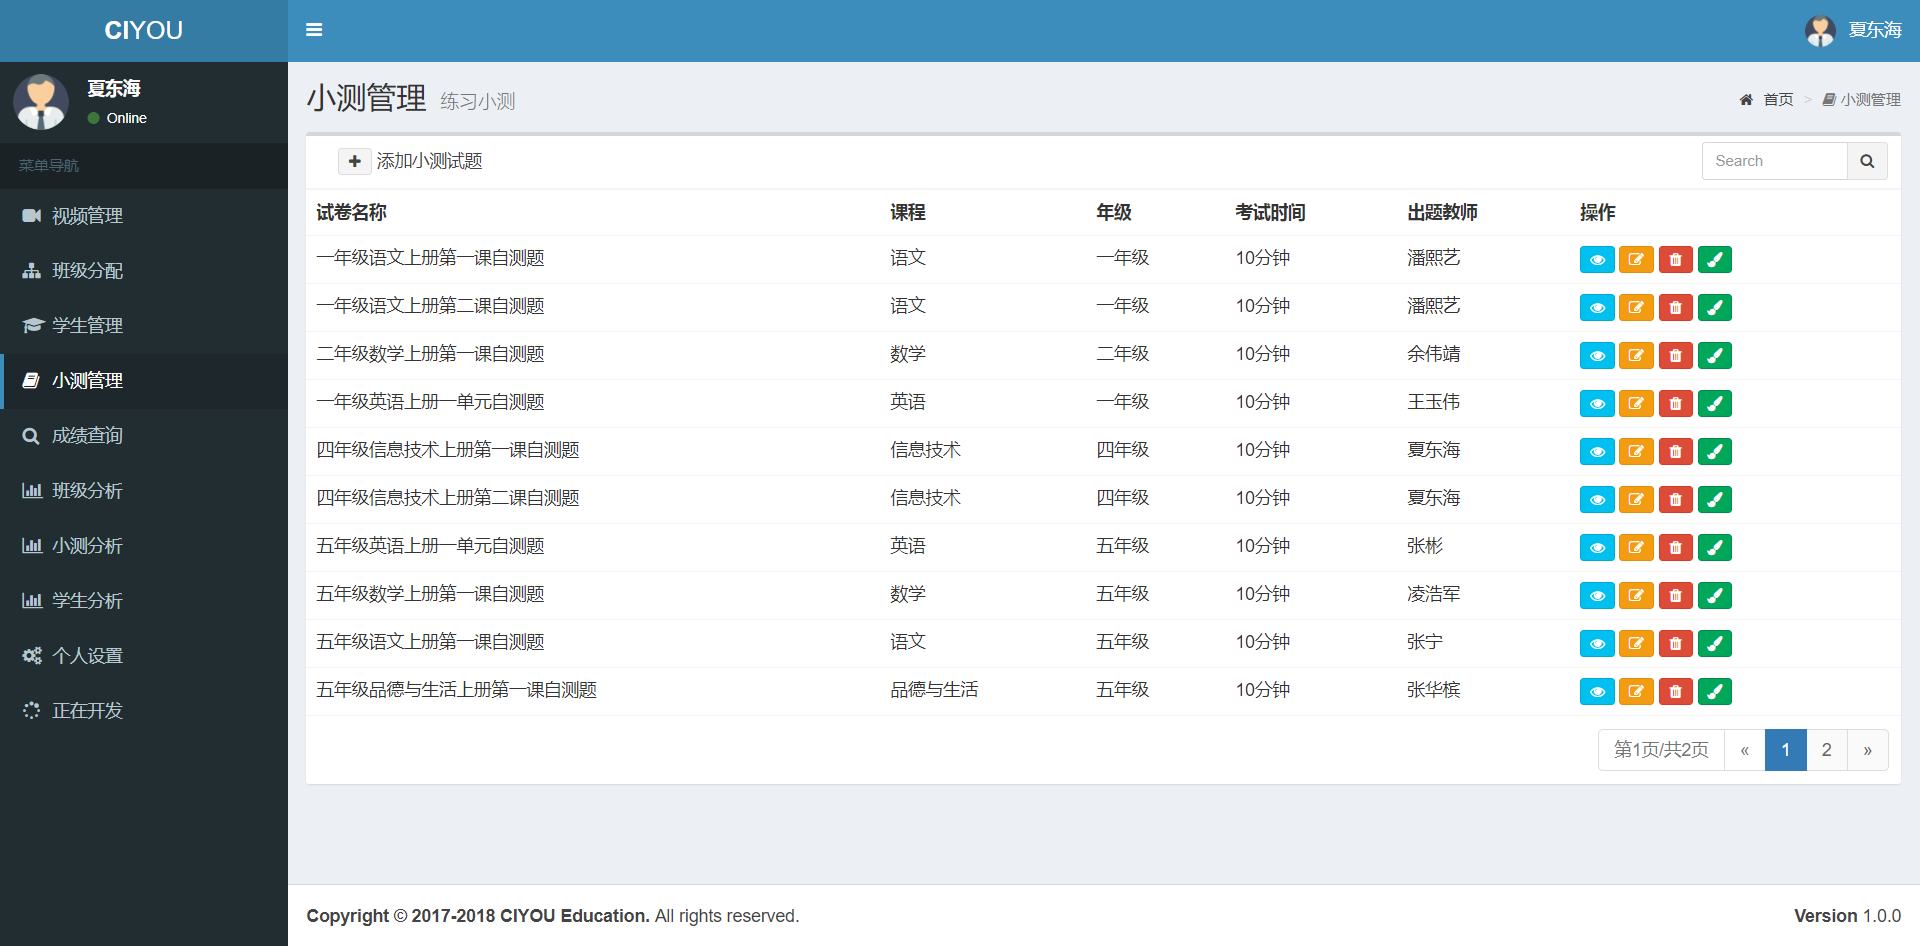 CIYOU
夏东海
夏东海
Online
菜单导航
视频管理
班级分配
学生管理
小测管理
成绩查询
班级分析
小测分析
学生分析
个人设置
正在开发
小测管理 练习小测
首页 > 小测管理
添加小测试题
Search
试卷名称 课程 年级 考试时间 出题教师 操作
一年级语文上册第一课自测题 语文 一年级 10分钟 潘熙艺
一年级语文上册第二课自测题 语文 一年级 10分钟 潘熙艺
二年级数学上册第一课自测题 数学 二年级 10分钟 余伟靖
一年级英语上册一单元自测题 英语 一年级 10分钟 王玉伟
四年级信息技术上册第一课自测题 信息技术 四年级 10分钟 夏东海
四年级信息技术上册第二课自测题 信息技术 四年级 10分钟 夏东海
五年级英语上册一单元自测题 英语 五年级 10分钟 张彬
五年级数学上册第一课自测题 数学 五年级 10分钟 凌浩军
五年级语文上册第一课自测题 语文 五年级 10分钟 张宁
五年级品德与生活上册第一课自测题 品德与生活 五年级 10分钟 张华槟
第1页/共2页 « 1 2 »
Copyright © 2017-2018 CIYOU Education. All rights reserved.
Version 1.0.0